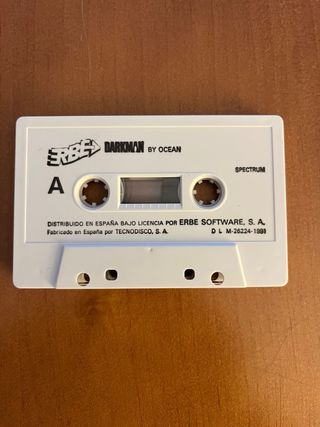 ERBE DARKMAN BY OCEAN
SPECTRUM
A
DISTRIBUIDO EN ESPAÑA BAJO LICENCIA POR ERBE SOFTWARE, S. A.
Fabricado en España por TECNODISCO, S. A. D L M-26224-1991